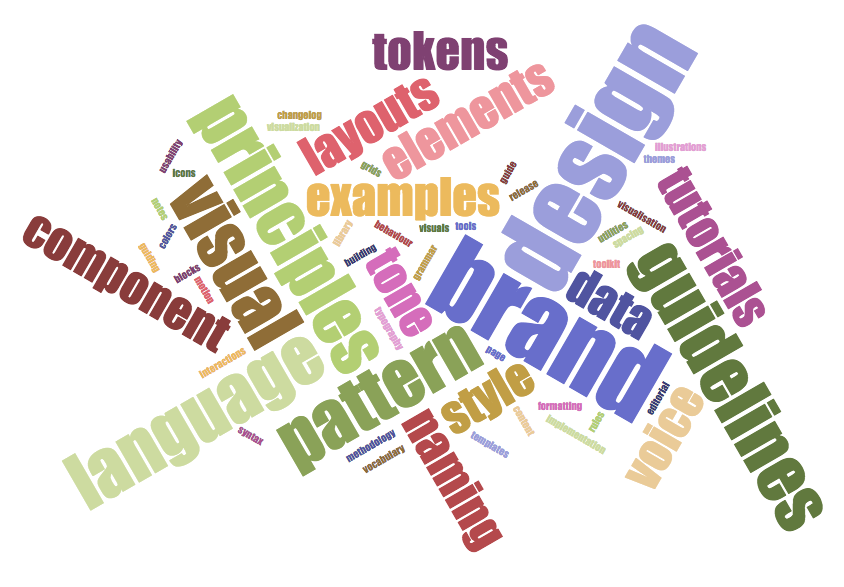 tokens
design
layouts
elements
principles
changelog
visualization
usability
icons
grids
guide
release
illustrations
themes
tutorials
visual
examples
notes
colors
library
behaviour
visuals
tools
visualisation
utilities
spacing
component
guiding
blocks
motion
building
tone
grammar
brand
toolkit
data
guidelines
interactions
typography
page
language
pattern
style
editorial
voice
syntax
methodology
vocabulary
naming
templates
content
formatting
rules
implementation